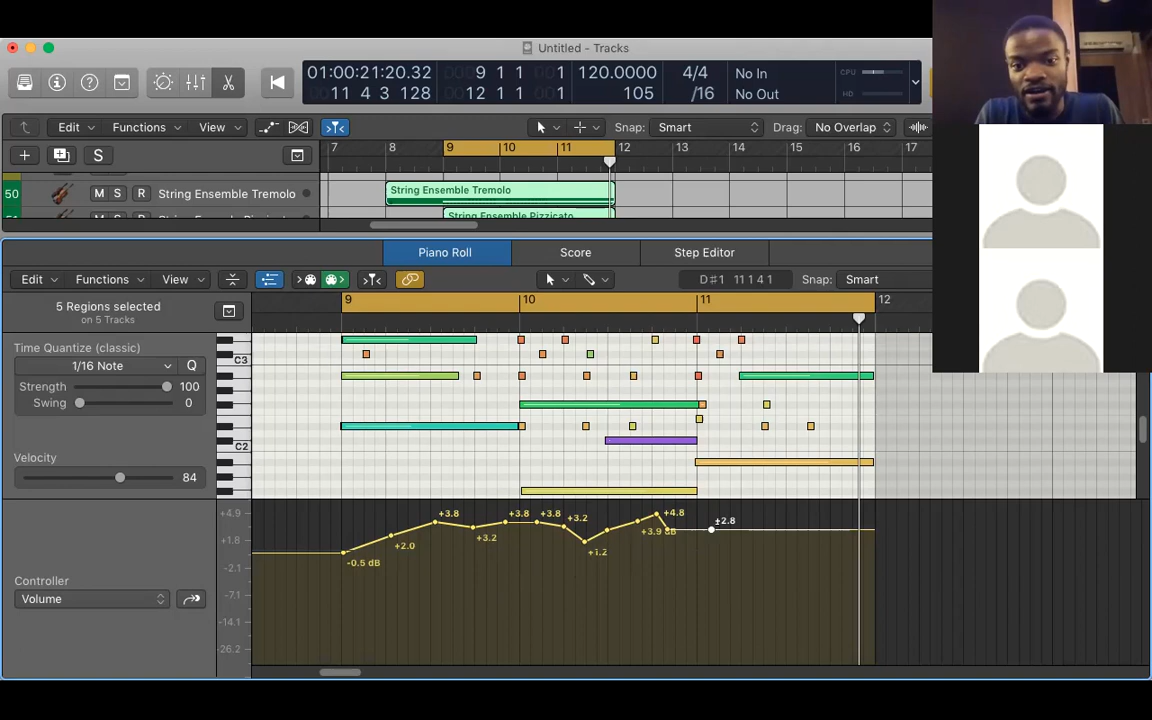 Untitled - Tracks
01:00:21:20.32 9 1 1 1 120.0000 4/4 No In CPU
11 4 3 128 12 1 1 1 105 /16 No Out HD
Edit Functions View Snap: Smart Drag: No Overlap
S 7 8 9 10 11 12 13 14 15 16 17
50 M S R String Ensemble Tremolo String Ensemble Tremolo
String Ensemble Pizzicato
Piano Roll Score Step Editor
Edit Functions View D♯1 11 1 4 1 Snap: Smart
5 Regions selected 9 10 11 12
on 5 Tracks
Time Quantize (classic)
C3
1/16 Note Q
Strength 100
Swing 0
C2
Velocity
84
+4.9 +3.8 +3.8 +3.8 +3.2 +4.8 +2.8
+1.8 +2.0 +3.2 +1.2 +3.9 dB
-2.1 -0.5 dB
Controller
Volume -7.1
-14.1
-26.2